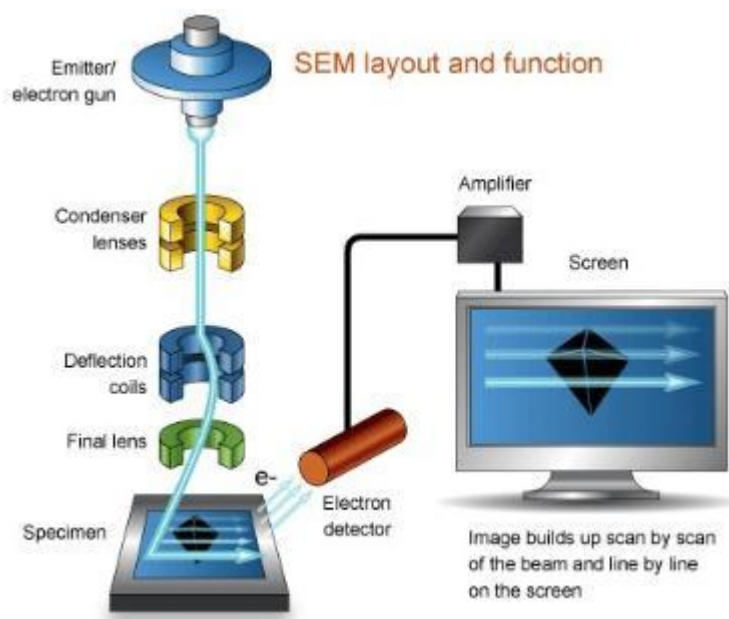 SEM layout and function
Emitter/
electron gun
Condenser
lenses
Amplifier
Screen
Deflection
coils
Final lens
e-
Electron
detector
Specimen
Image builds up scan by scan
of the beam and line by line
on the screen